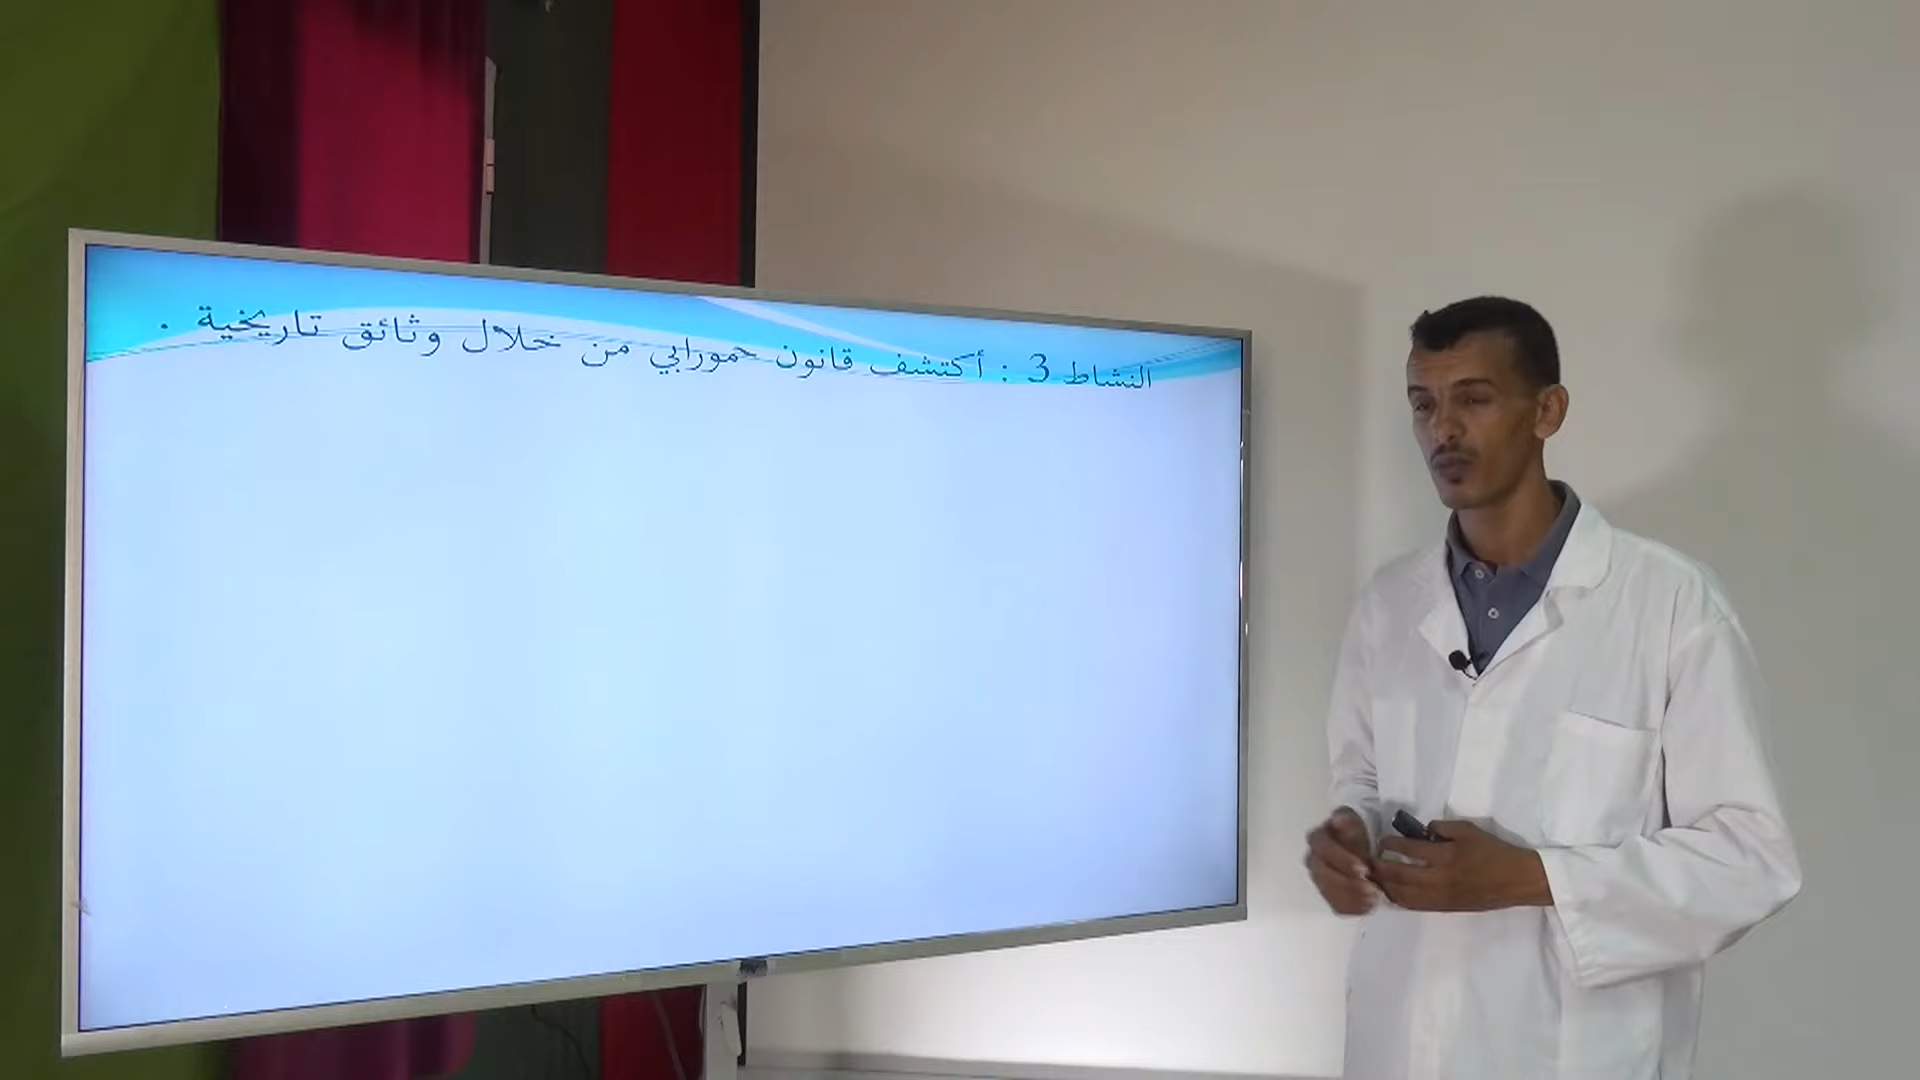 النشاط 3 : أكتشف قانون حمورابي من خلال وثائق تاريخية .